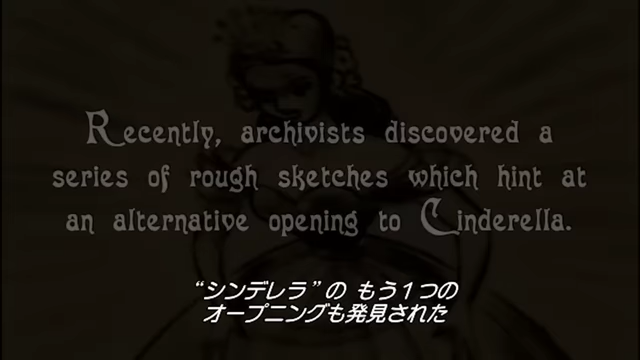 Recently, archivists discovered a
series of rough sketches which hint at
an alternative opening to Cinderella.
“シンデレラ”の もう1つの
オープニングも発見された